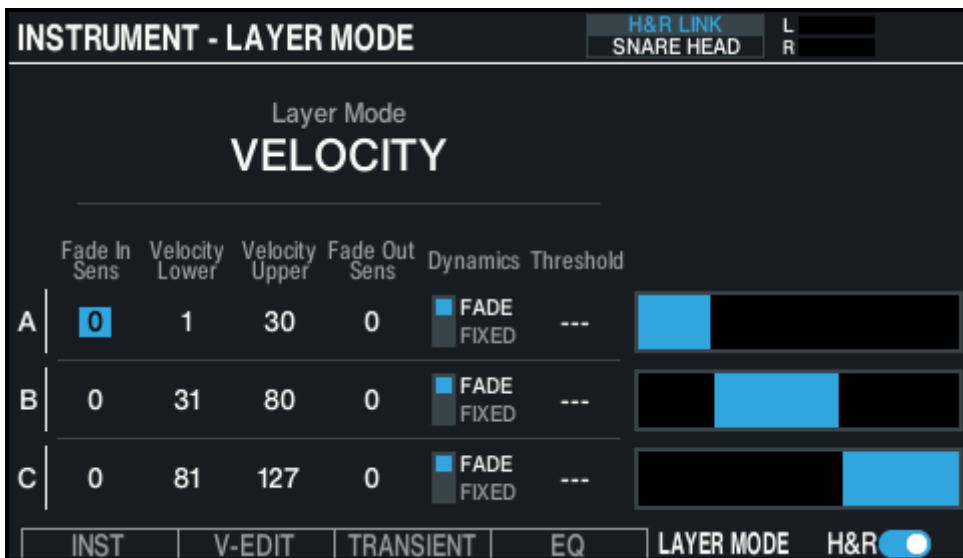 INSTRUMENT - LAYER MODE
H&R LINK
SNARE HEAD
L
R
Layer Mode
VELOCITY
Fade In Sens Velocity Lower Velocity Upper Fade Out Sens Dynamics Threshold
A 0 1 30 0 FADE FIXED ---
B 0 31 80 0 FADE FIXED ---
C 0 81 127 0 FADE FIXED ---
INST V-EDIT TRANSIENT EQ LAYER MODE H&R